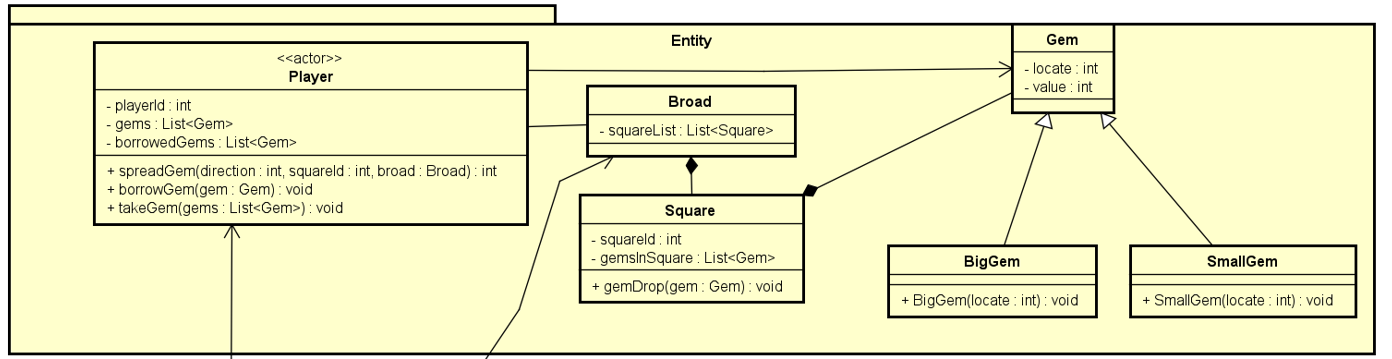 Entity
<<actor>>
Player
- playerId : int
- gems : List<Gem>
- borrowedGems : List<Gem>
+ spreadGem(direction : int, squareId : int, broad : Broad) : int
+ borrowGem(gem : Gem) : void
+ takeGem(gems : List<Gem>) : void
Broad
- squareList : List<Square>
Square
- squareId : int
- gemsInSquare : List<Gem>
+ gemDrop(gem : Gem) : void
Gem
- locate : int
- value : int
BigGem
+ BigGem(locate : int) : void
SmallGem
+ SmallGem(locate : int) : void